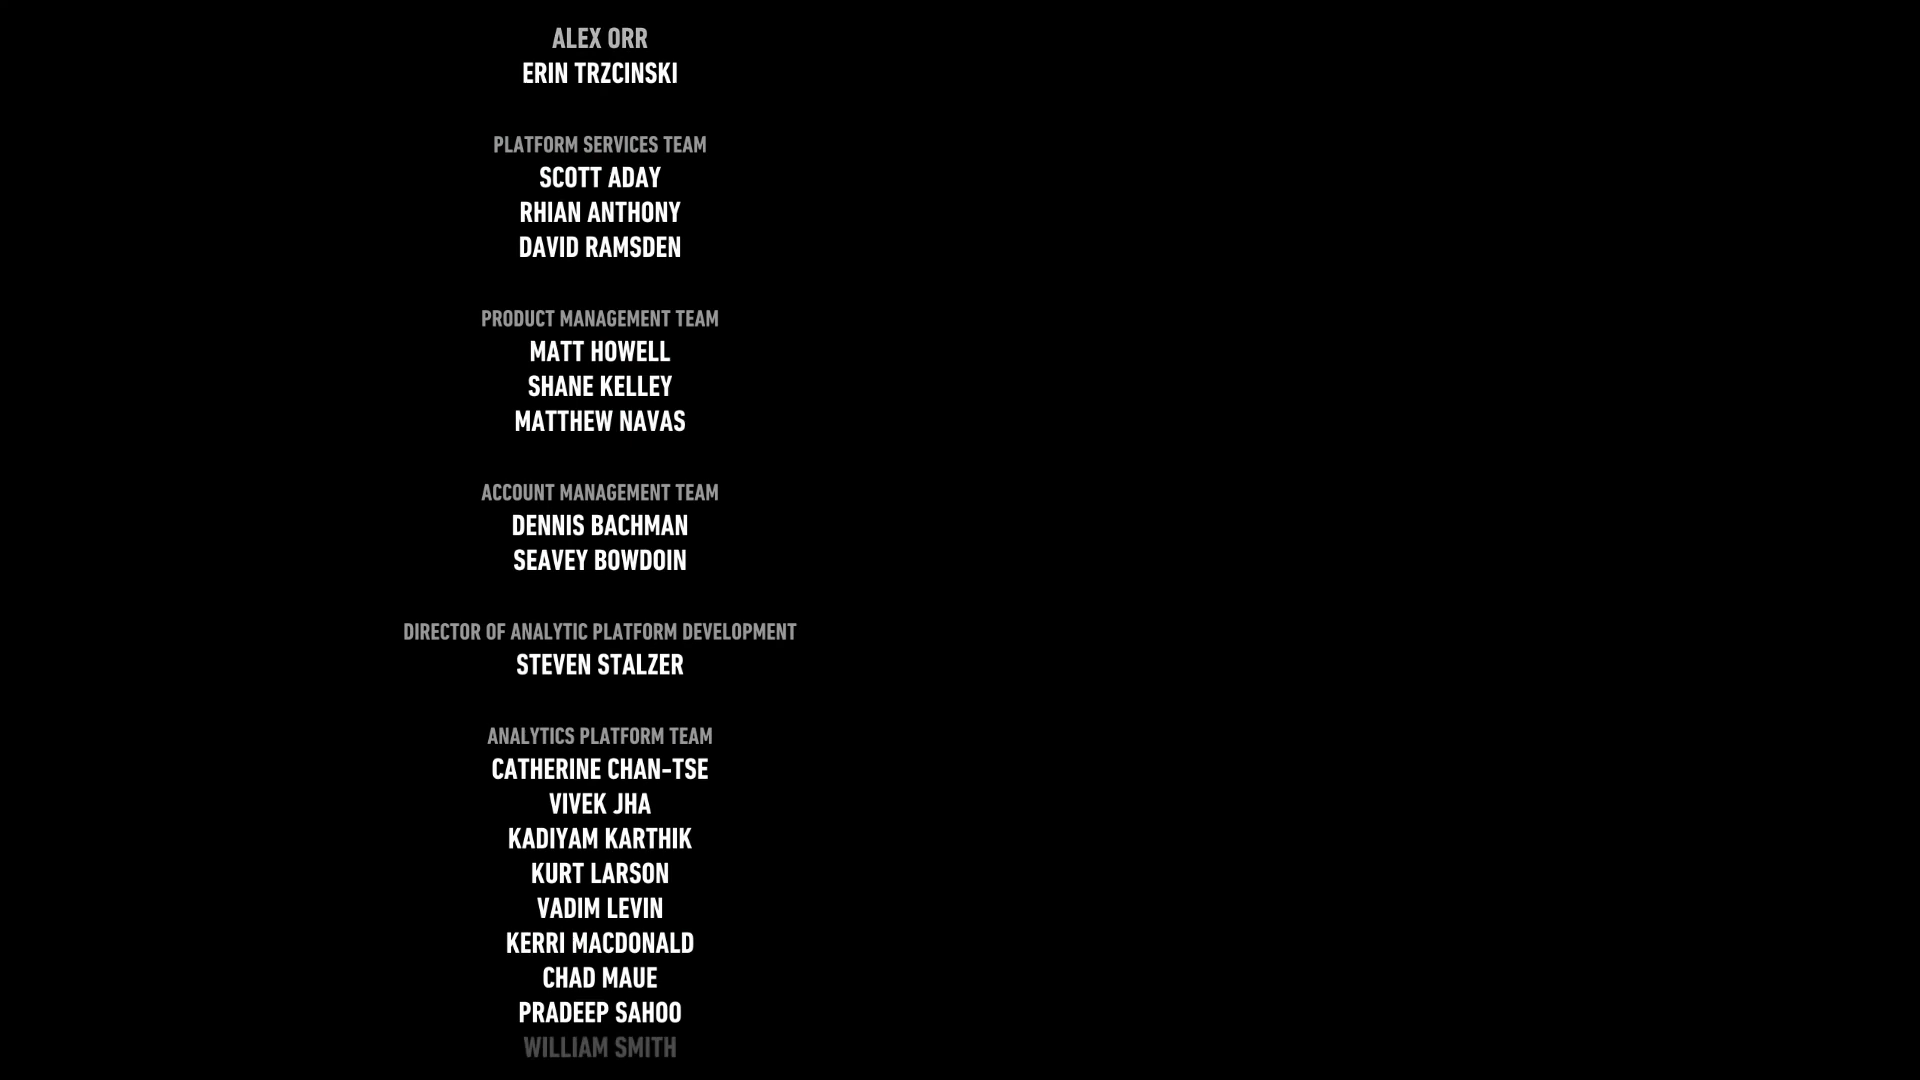 ALEX ORR
ERIN TRZCINSKI
PLATFORM SERVICES TEAM
SCOTT ADAY
RHIAN ANTHONY
DAVID RAMSDEN
PRODUCT MANAGEMENT TEAM
MATT HOWELL
SHANE KELLEY
MATTHEW NAVAS
ACCOUNT MANAGEMENT TEAM
DENNIS BACHMAN
SEAVEY BOWDOIN
DIRECTOR OF ANALYTIC PLATFORM DEVELOPMENT
STEVEN STALZER
ANALYTICS PLATFORM TEAM
CATHERINE CHAN-TSE
VIVEK JHA
KADIYAM KARTHIK
KURT LARSON
VADIM LEVIN
KERRI MACDONALD
CHAD MAUE
PRADEEP SAHOO
WILLIAM SMITH